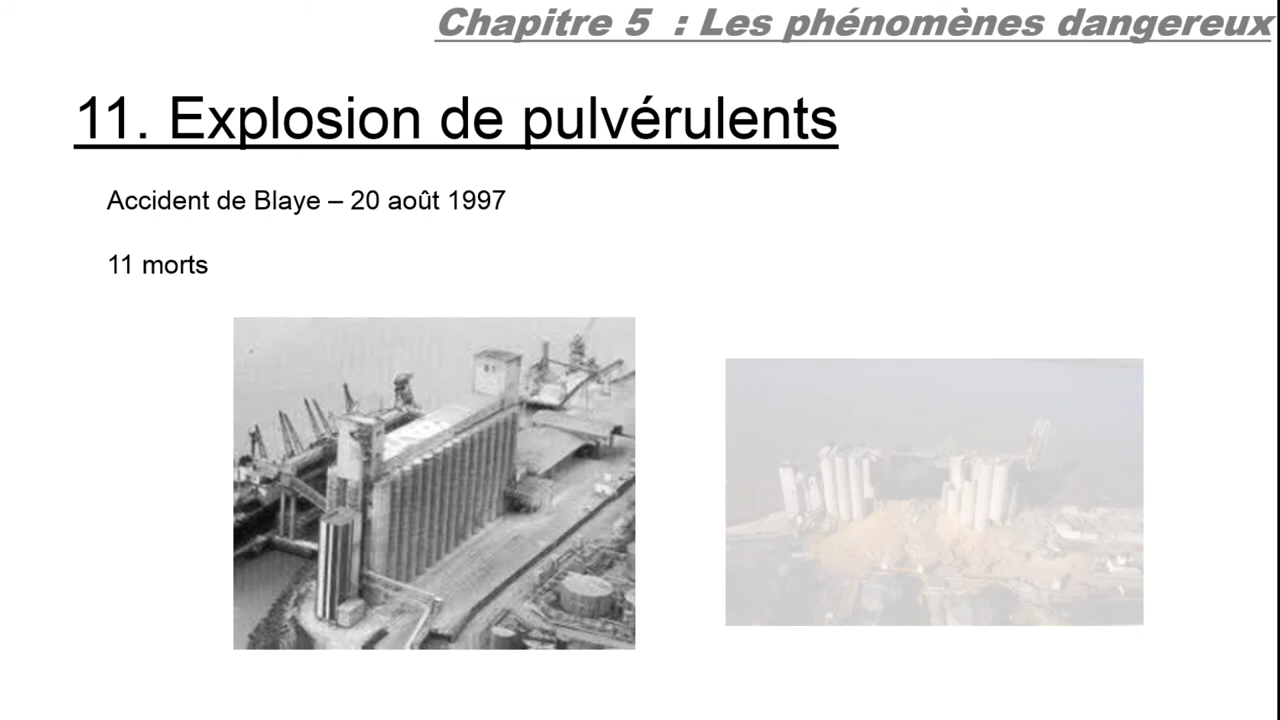 Chapitre 5 : Les phénomènes dangereux
11. Explosion de pulvérulents
Accident de Blaye – 20 août 1997
11 morts